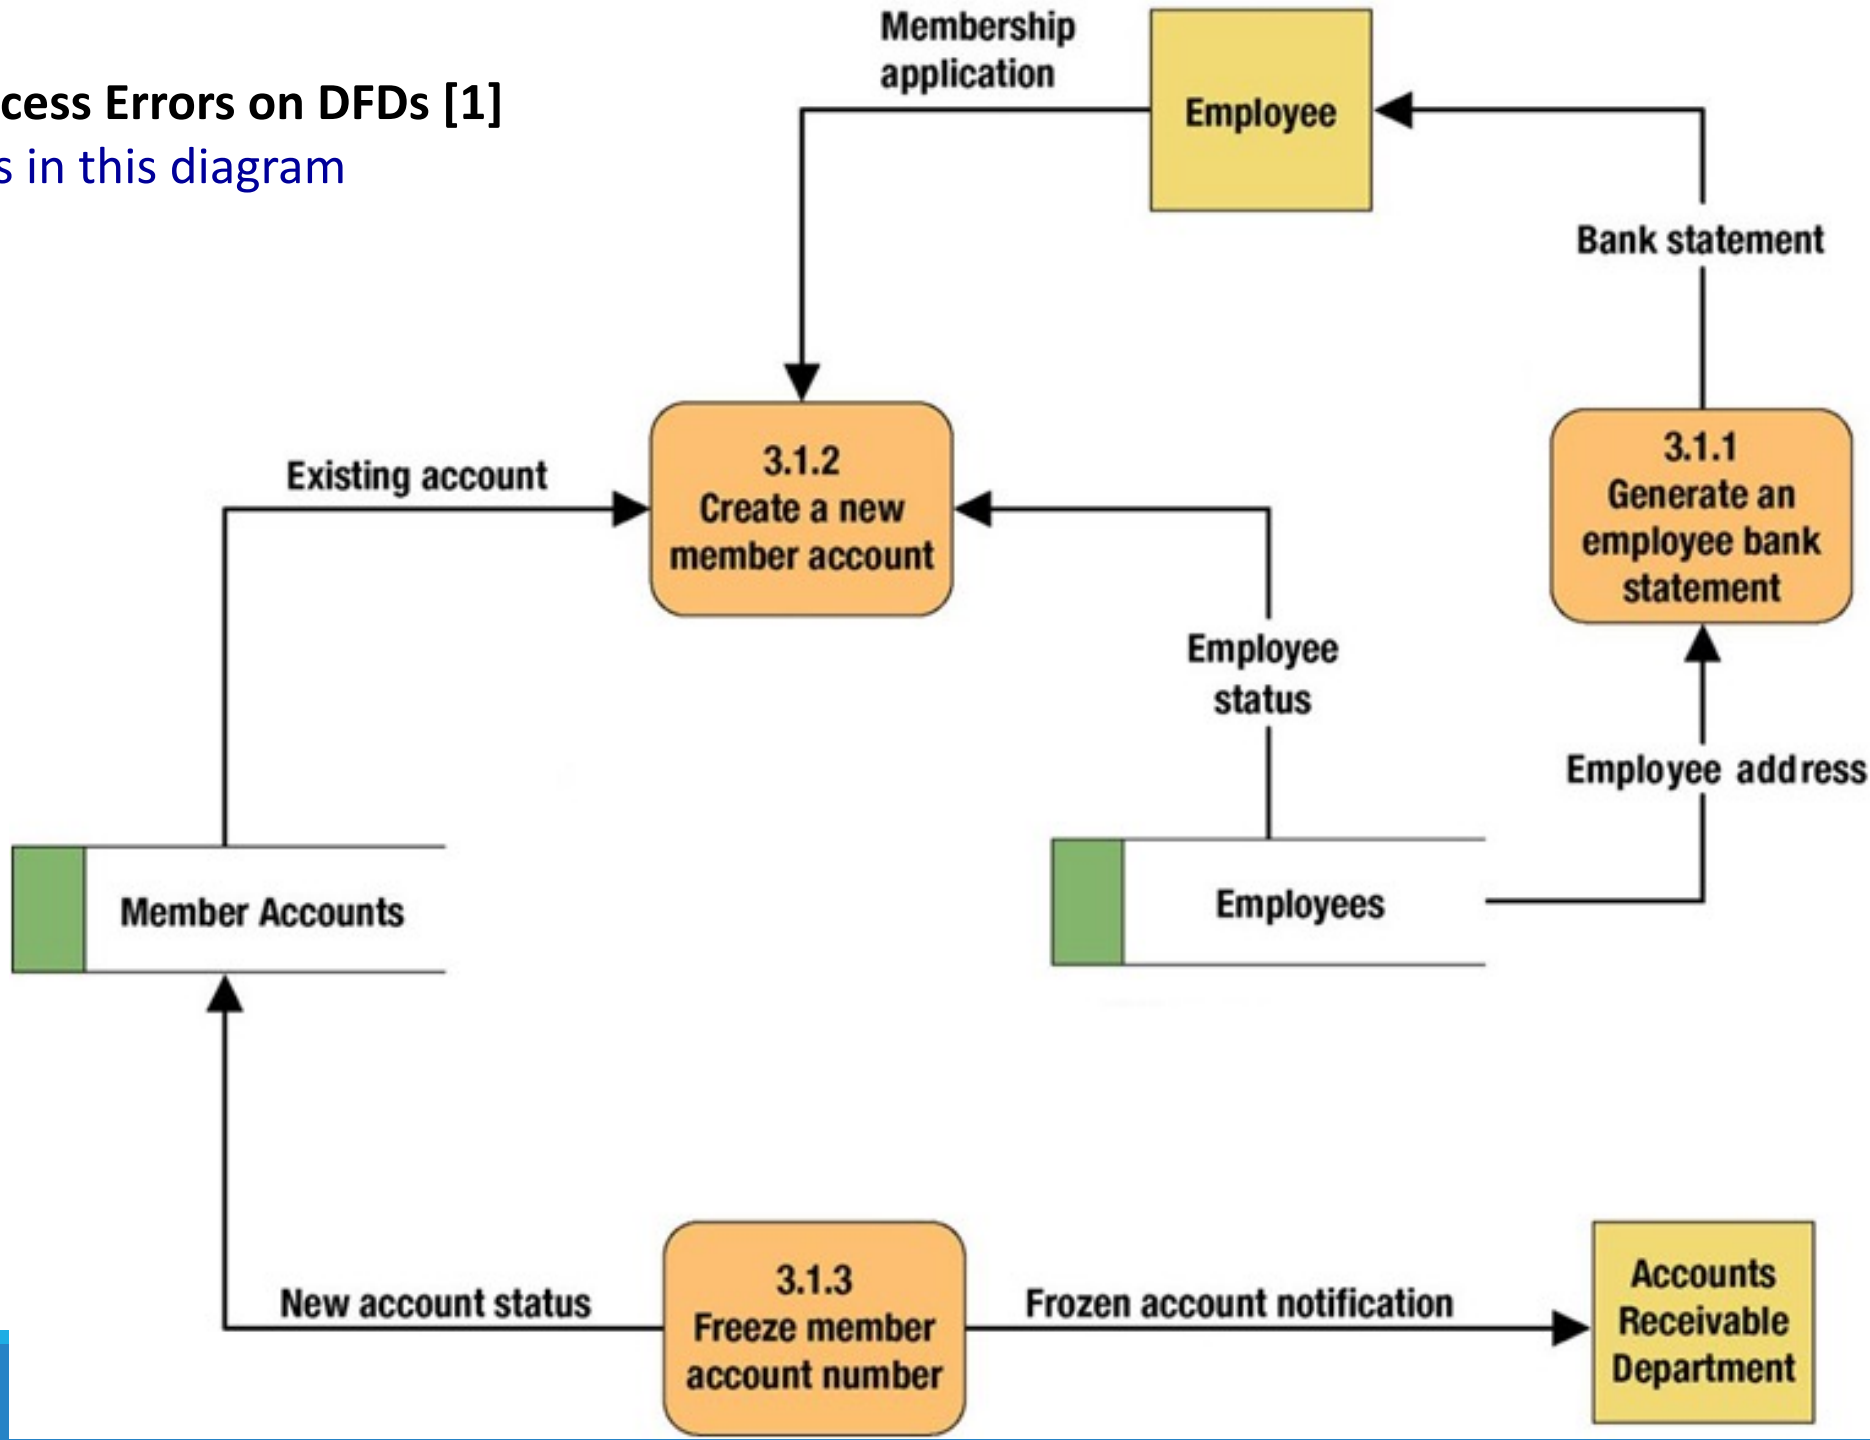 cess Errors on DFDs [1]
s in this diagram
Membership
application
Employee
Bank statement
3.1.1
Generate an
employee bank
statement
Existing account
3.1.2
Create a new
member account
Employee
status
Employee address
Member Accounts
Employees
New account status
3.1.3
Freeze member
account number
Frozen account notification
Accounts
Receivable
Department